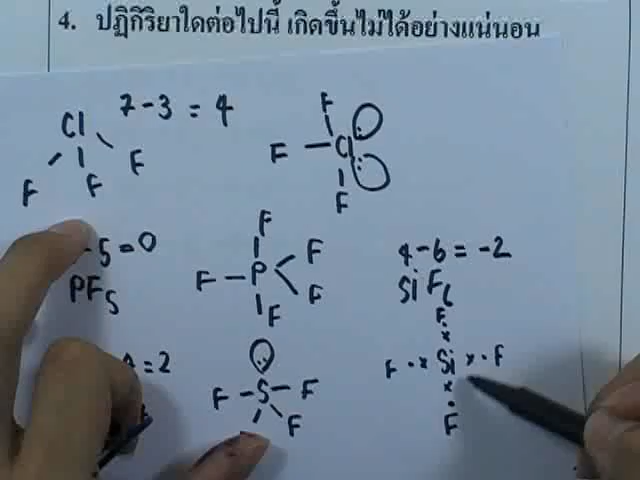 4. ปฏิกิริยาใดต่อไปนี้ เกิดขึ้นไม่ได้อย่างแน่นอน
7-3 = 4
Cl
F F F
F
F Cl
F
-5=0
PF5
F
F P F
F
F
4-6 = -2
SiF6
=2
F S F
F
F
F Si F
F